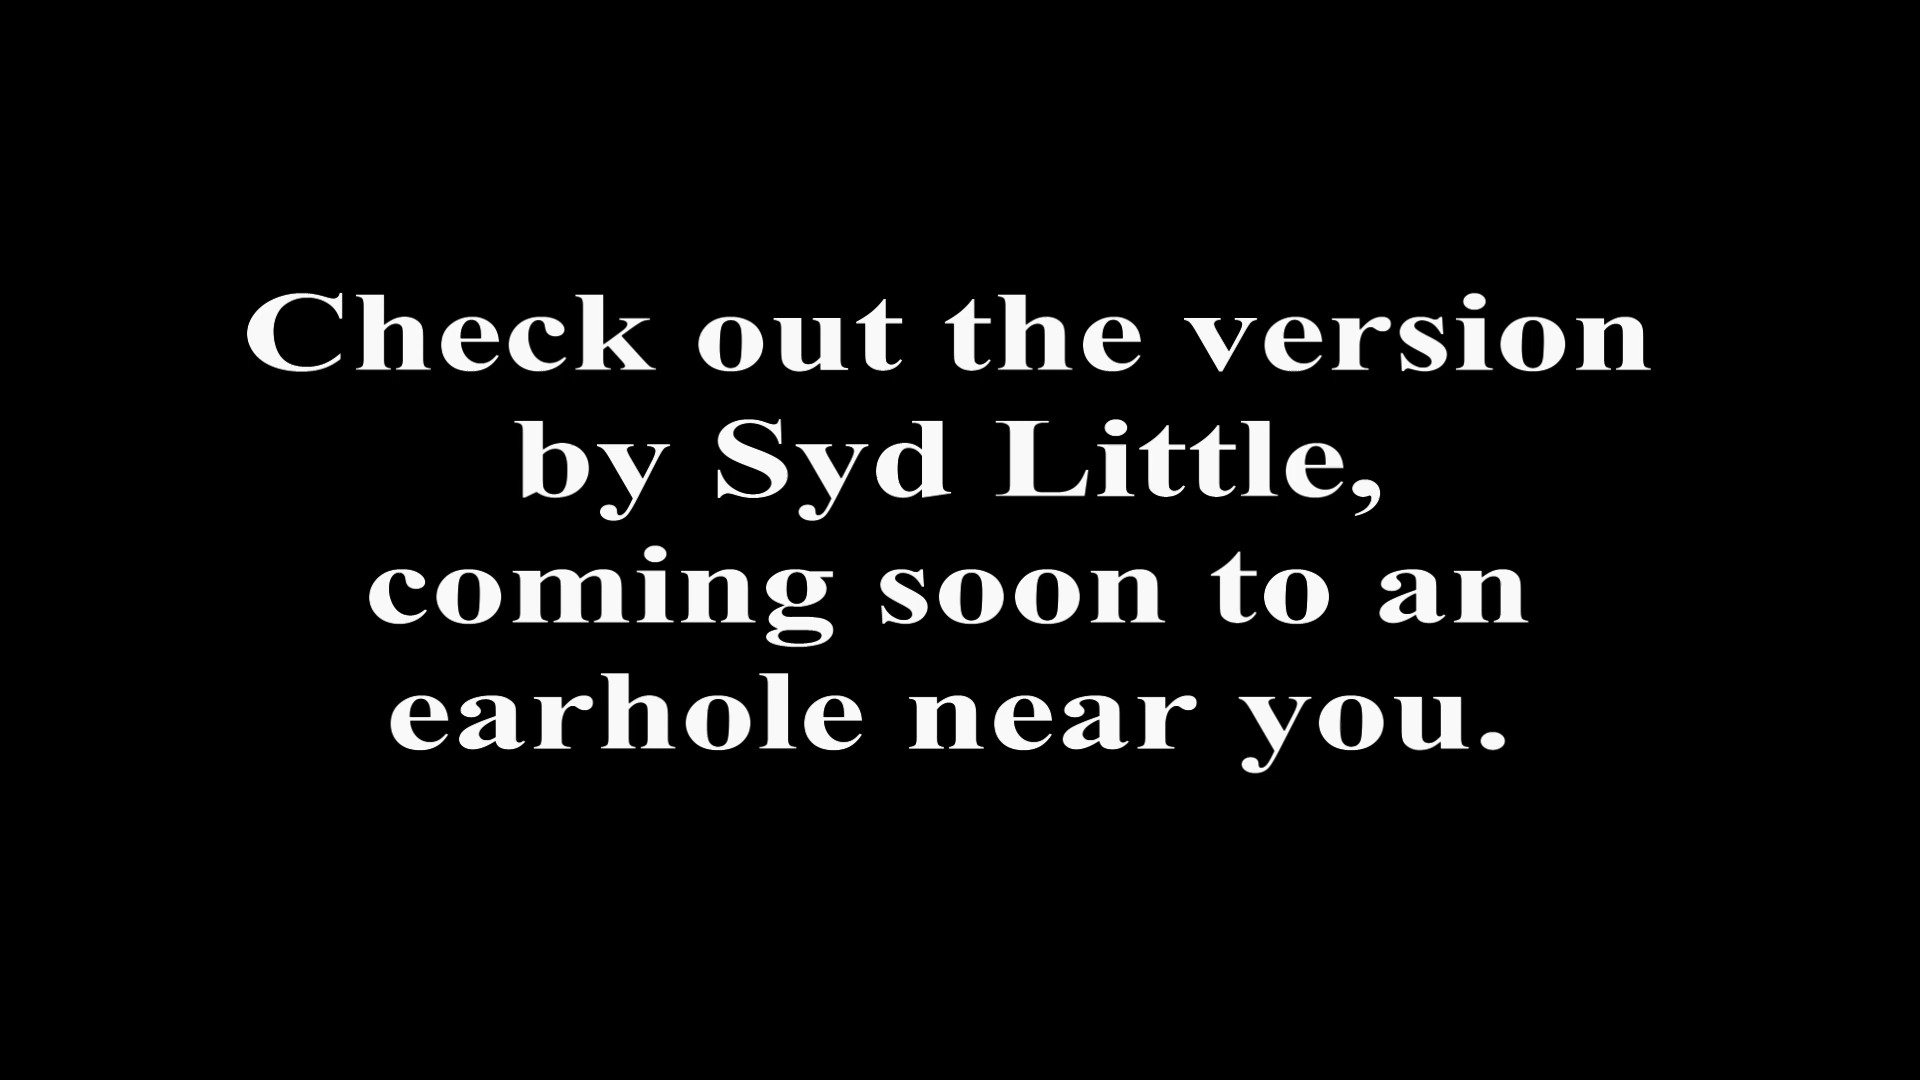 Check out the version
by Syd Little,
coming soon to an
earhole near you.